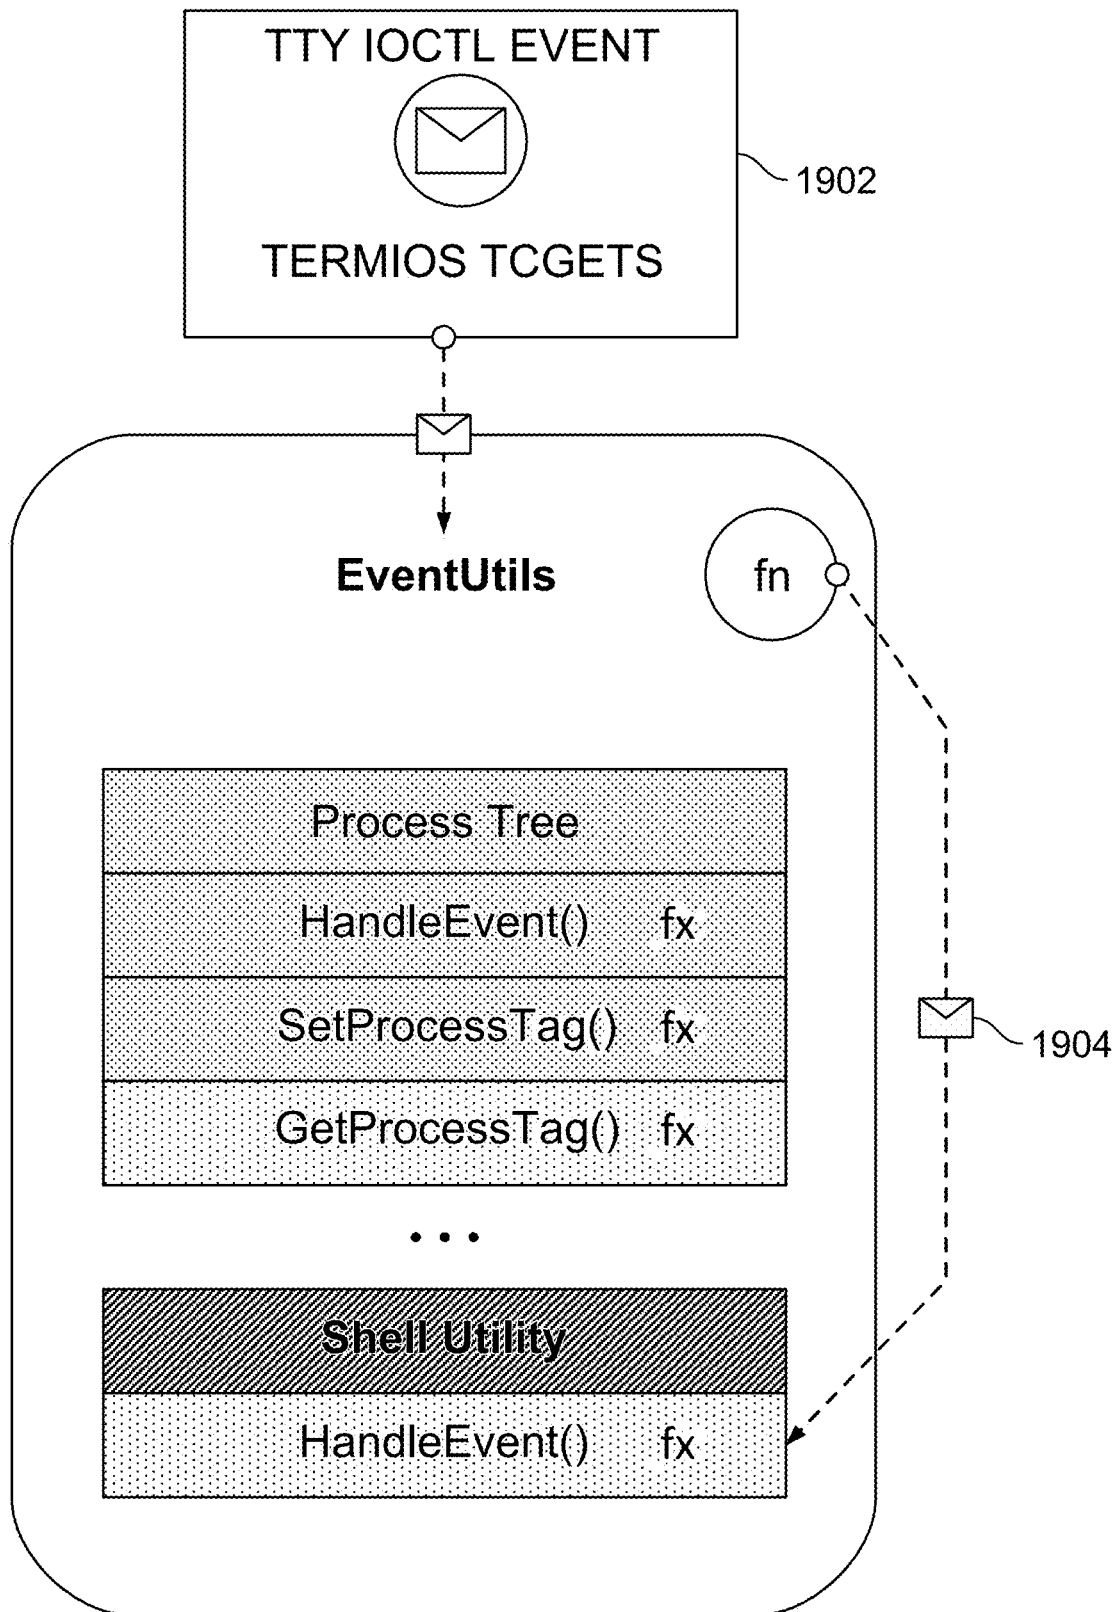 TTY IOCTL EVENT
TERMIOS TCGETS
1902
EventUtils
fn
Process Tree
HandleEvent() fx
SetProcessTag() fx
1904
GetProcessTag() fx
...
Shell Utility
HandleEvent() fx